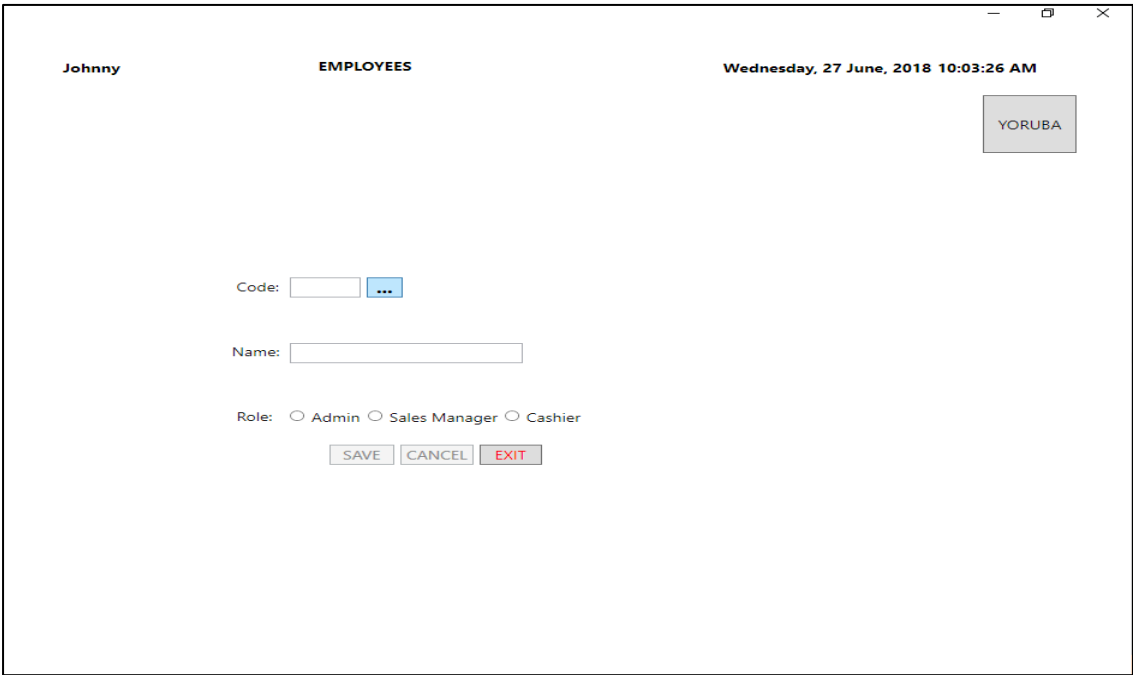 Johnny EMPLOYEES Wednesday, 27 June, 2018 10:03:26 AM
YORUBA
Code: ...
Name:
Role: Admin Sales Manager Cashier
SAVE CANCEL EXIT